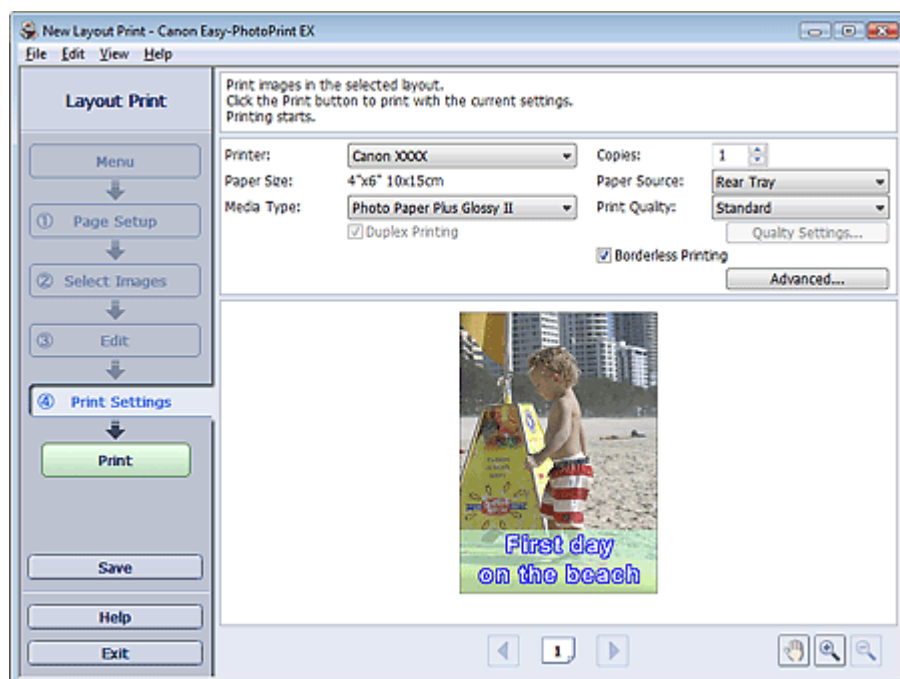 New Layout Print - Canon Easy-PhotoPrint EX
File Edit View Help
Layout Print
Menu
① Page Setup
② Select Images
③ Edit
④ Print Settings
Print
Save
Help
Exit
Print images in the selected layout.
Click the Print button to print with the current settings.
Printing starts.
Printer: Canon XXXX Copies: 1
Paper Size: 4"x6" 10x15cm Paper Source: Rear Tray
Media Type: Photo Paper Plus Glossy II Print Quality: Standard
Duplex Printing Quality Settings...
Borderless Printing
Advanced...
First day
on the beach
1